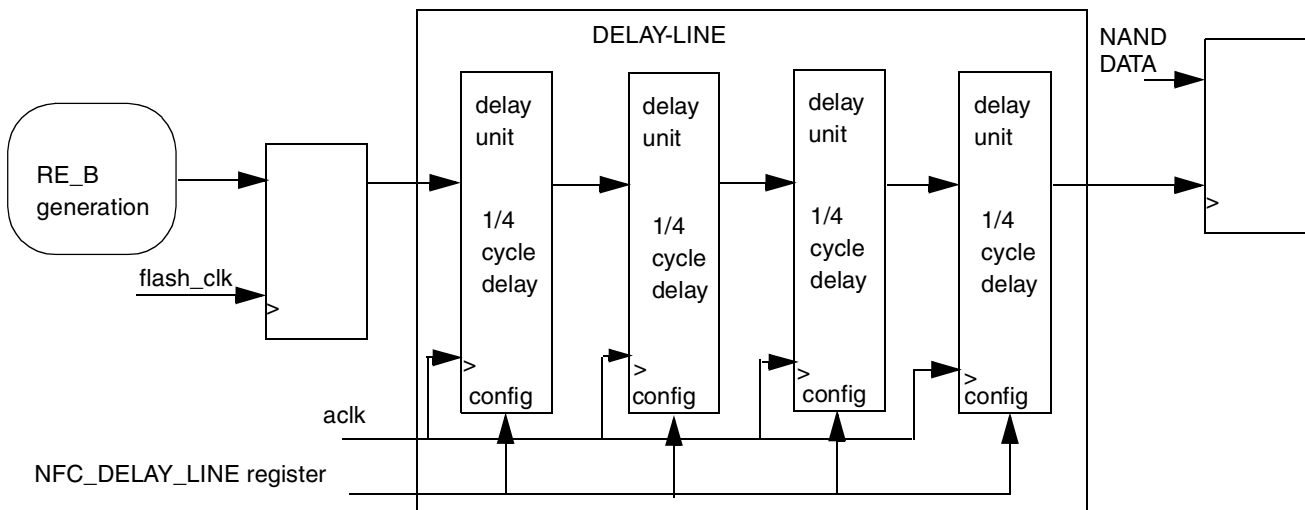 DELAY-LINE
NAND
DATA
RE_B
generation
flash_clk
>
delay
unit
1/4
cycle
delay
>
config
delay
unit
1/4
cycle
delay
>
config
delay
unit
1/4
cycle
delay
>
config
delay
unit
1/4
cycle
delay
>
config
>
aclk
NFC_DELAY_LINE register